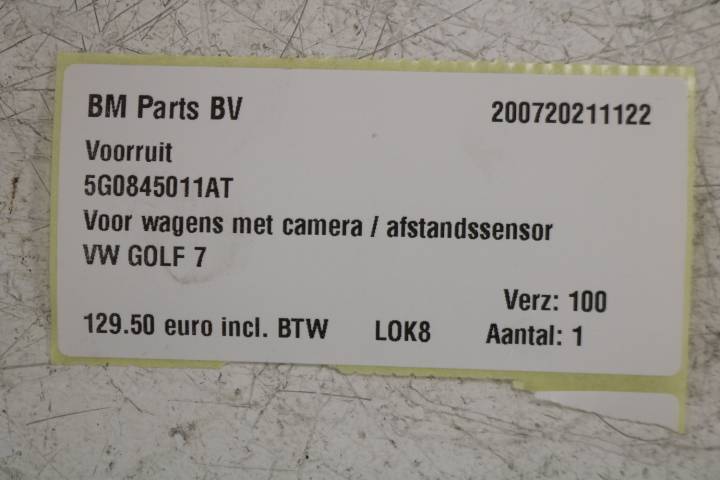 BM Parts BV 200720211122
Voorruit
5G0845011AT
Voor wagens met camera / afstandssensor
VW GOLF 7
Verz: 100
129.50 euro incl. BTW LOK8 Aantal: 1